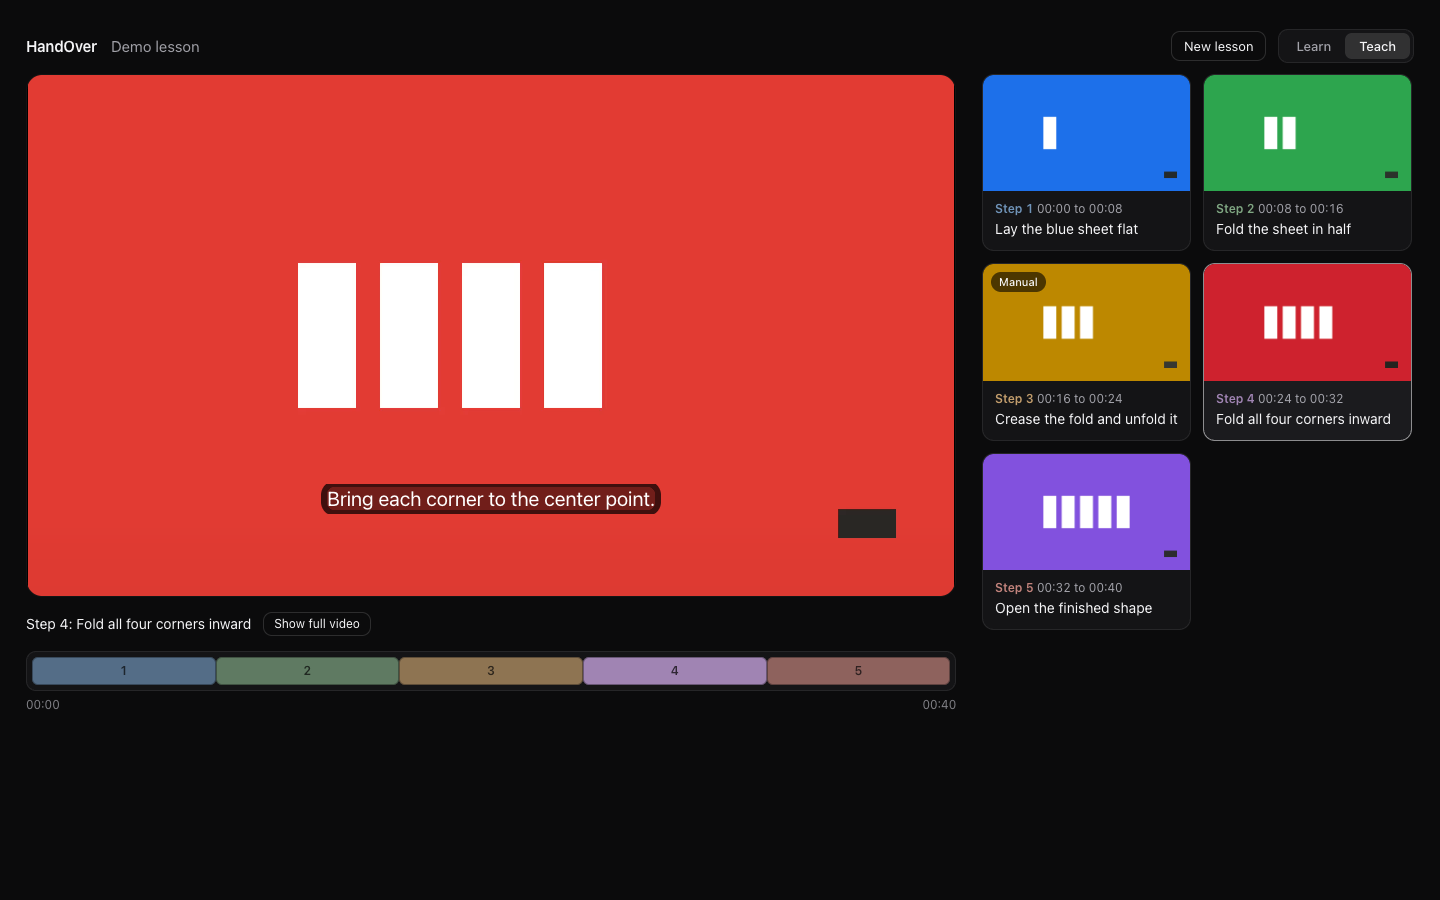 HandOver Demo lesson
New lesson
Learn
Teach
Bring each corner to the center point.
Step 4: Fold all four corners inward
Show full video
1
2
3
4
5
00:00
00:40
Step 1 00:00 to 00:08
Lay the blue sheet flat
Step 2 00:08 to 00:16
Fold the sheet in half
Manual
Step 3 00:16 to 00:24
Crease the fold and unfold it
Step 4 00:24 to 00:32
Fold all four corners inward
Step 5 00:32 to 00:40
Open the finished shape